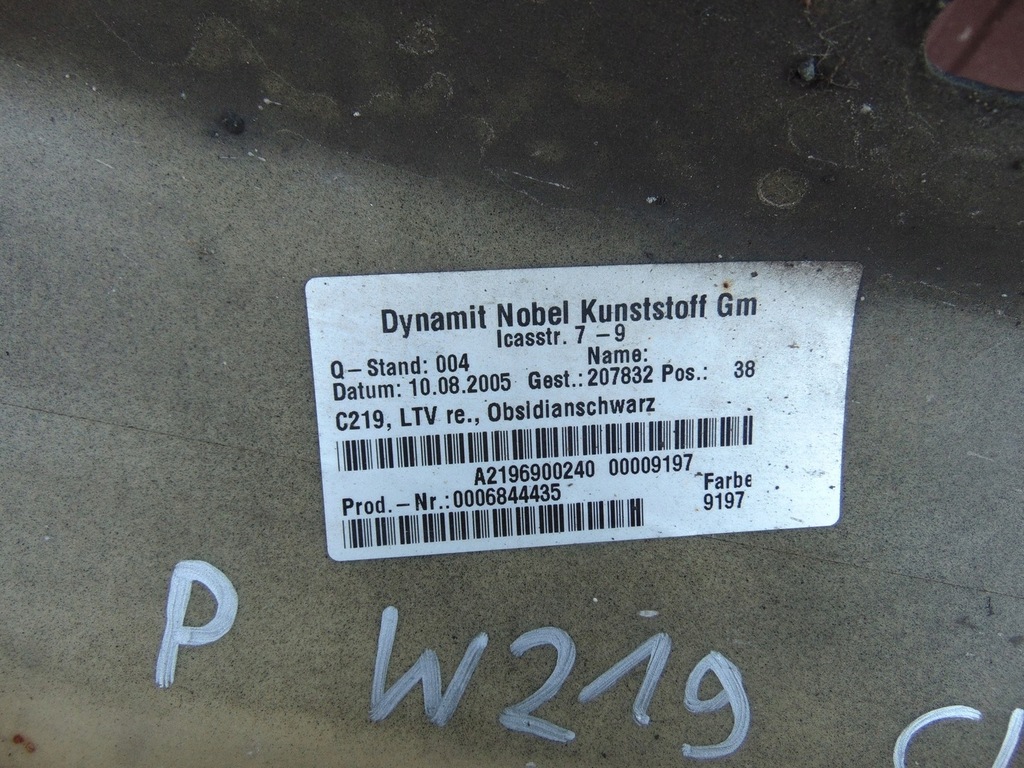 Dynamit Nobel Kunststoff Gm
Icasstr. 7 – 9
Q – Stand: 004 Name:
Datum: 10.08.2005 Gest.: 207832 Pos.: 38
C219, LTV re., Obsidianschwarz
A2196900240 00009197
Prod. – Nr.: 0006844435 Farbe
9197
P W219